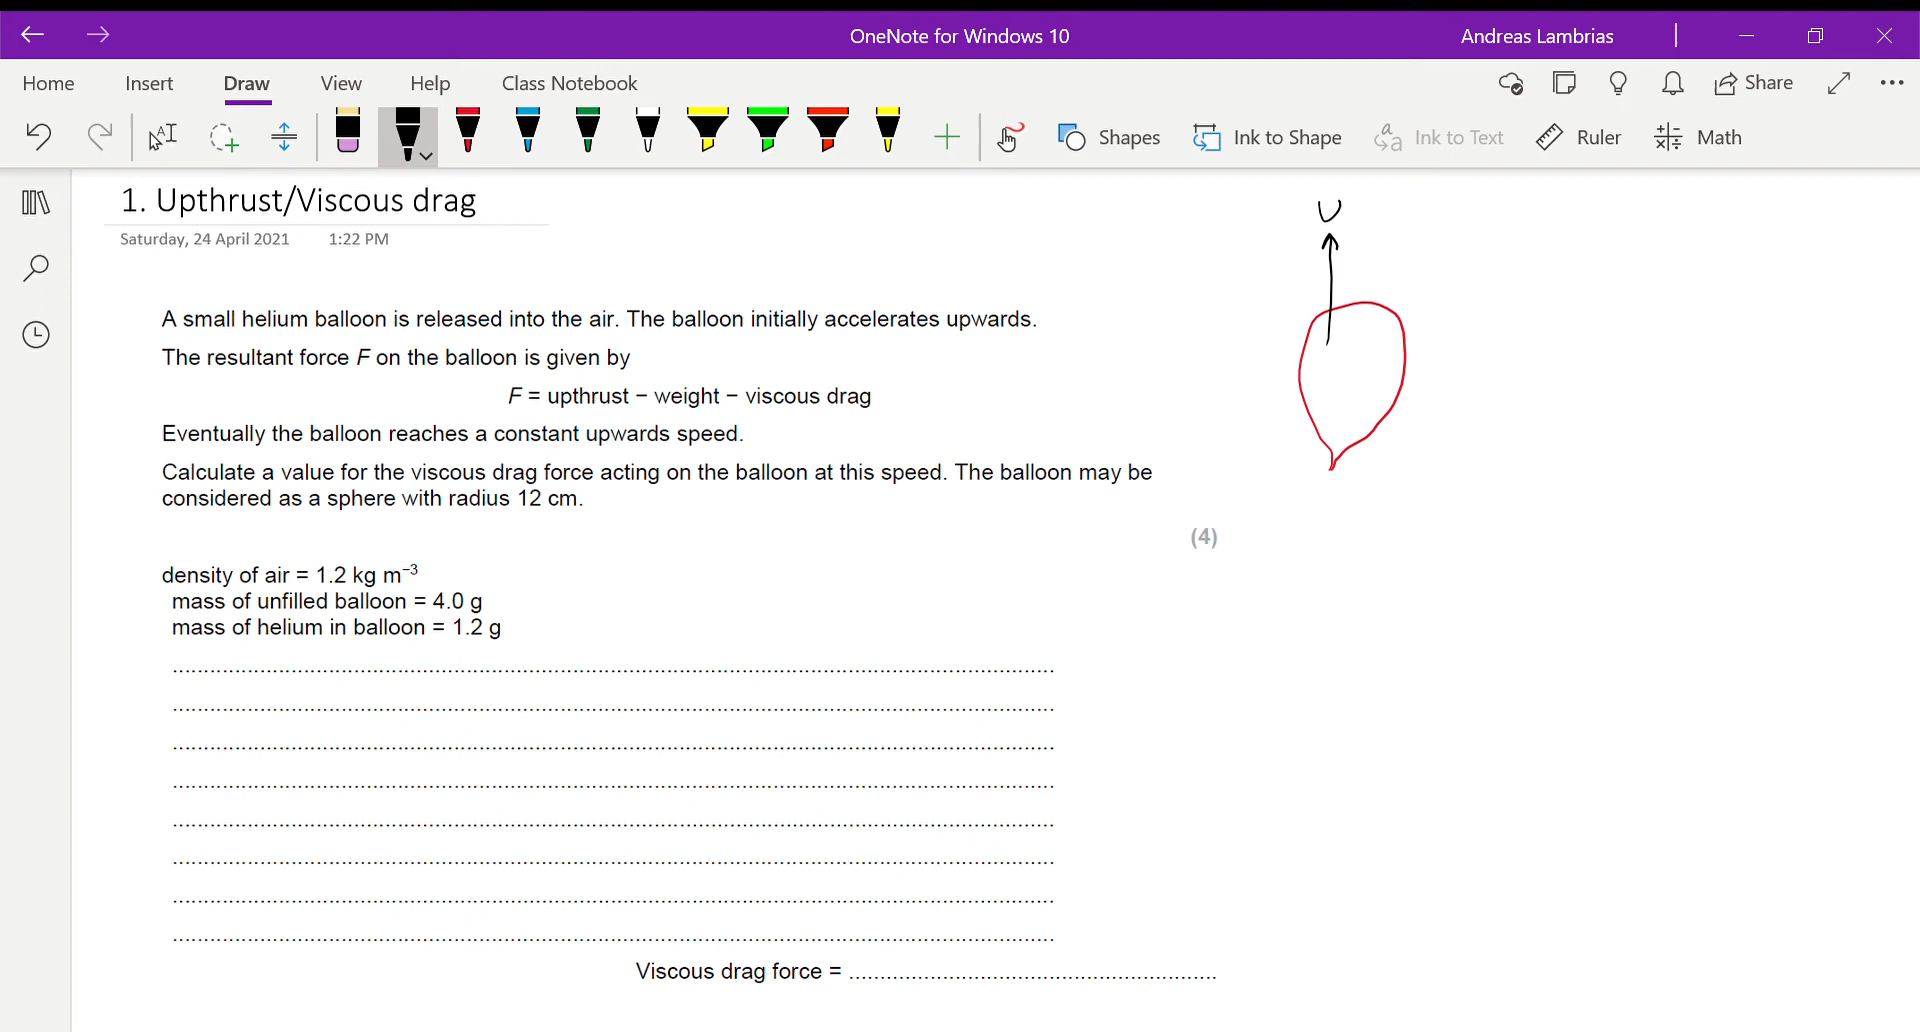 OneNote for Windows 10
Andreas Lambrias
Home Insert Draw View Help Class Notebook
Share
Shapes Ink to Shape Ink to Text Ruler Math
1. Upthrust/Viscous drag
Saturday, 24 April 2021 1:22 PM
U
A small helium balloon is released into the air. The balloon initially accelerates upwards.
The resultant force F on the balloon is given by
F = upthrust − weight − viscous drag
Eventually the balloon reaches a constant upwards speed.
Calculate a value for the viscous drag force acting on the balloon at this speed. The balloon may be
considered as a sphere with radius 12 cm.
(4)
density of air = 1.2 kg m⁻³
mass of unfilled balloon = 4.0 g
mass of helium in balloon = 1.2 g
Viscous drag force = ............................................................